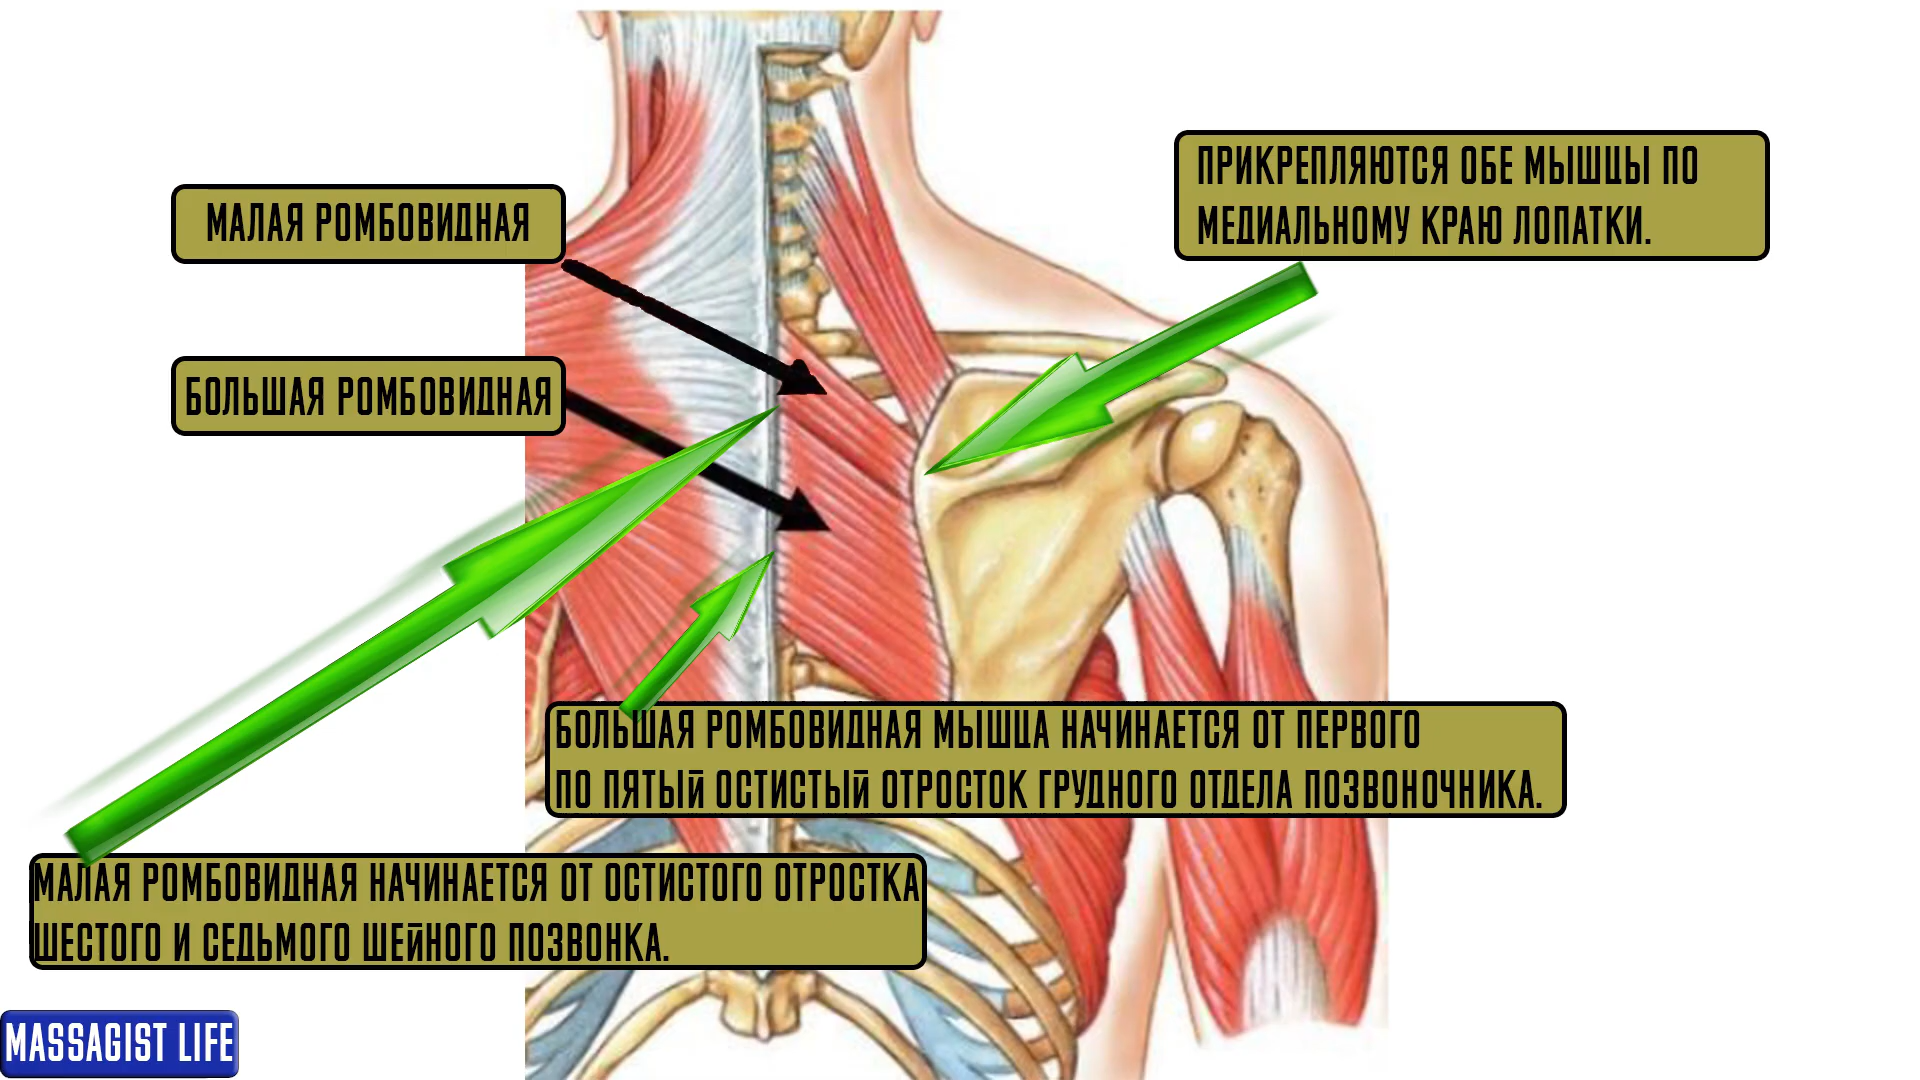 МАЛАЯ РОМБОВИДНАЯ
БОЛЬШАЯ РОМБОВИДНАЯ
ПРИКРЕПЛЯЮТСЯ ОБЕ МЫШЦЫ ПО
МЕДИАЛЬНОМУ КРАЮ ЛОПАТКИ.
БОЛЬШАЯ РОМБОВИДНАЯ МЫШЦА НАЧИНАЕТСЯ ОТ ПЕРВОГО
ПО ПЯТЫЙ ОСТИСТЫЙ ОТРОСТОК ГРУДНОГО ОТДЕЛА ПОЗВОНОЧНИКА.
МАЛАЯ РОМБОВИДНАЯ НАЧИНАЕТСЯ ОТ ОСТИСТОГО ОТРОСТКА
ШЕСТОГО И СЕДЬМОГО ШЕЙНОГО ПОЗВОНКА.
MASSAGIST LIFE